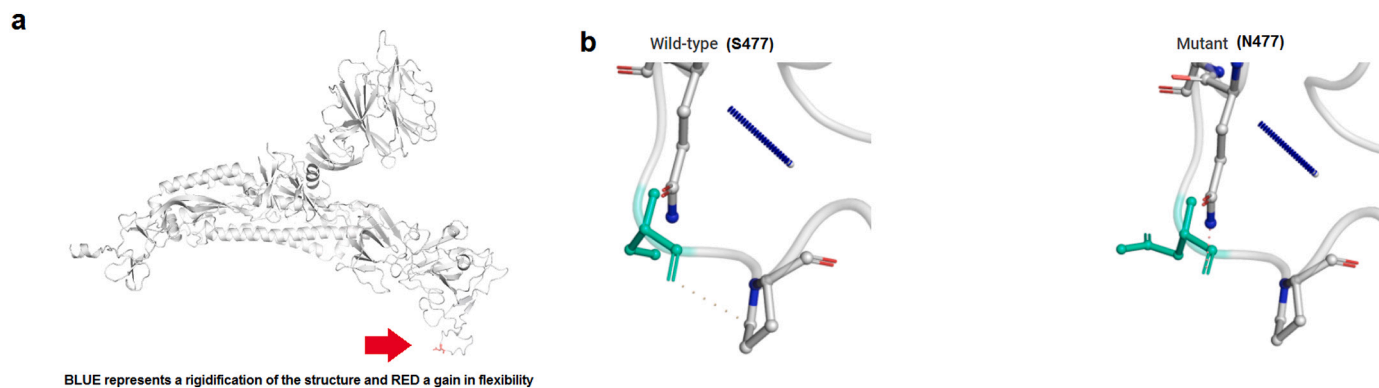 a
b
Wild-type (S477)
Mutant (N477)
BLUE represents a rigidification of the structure and RED a gain in flexibility